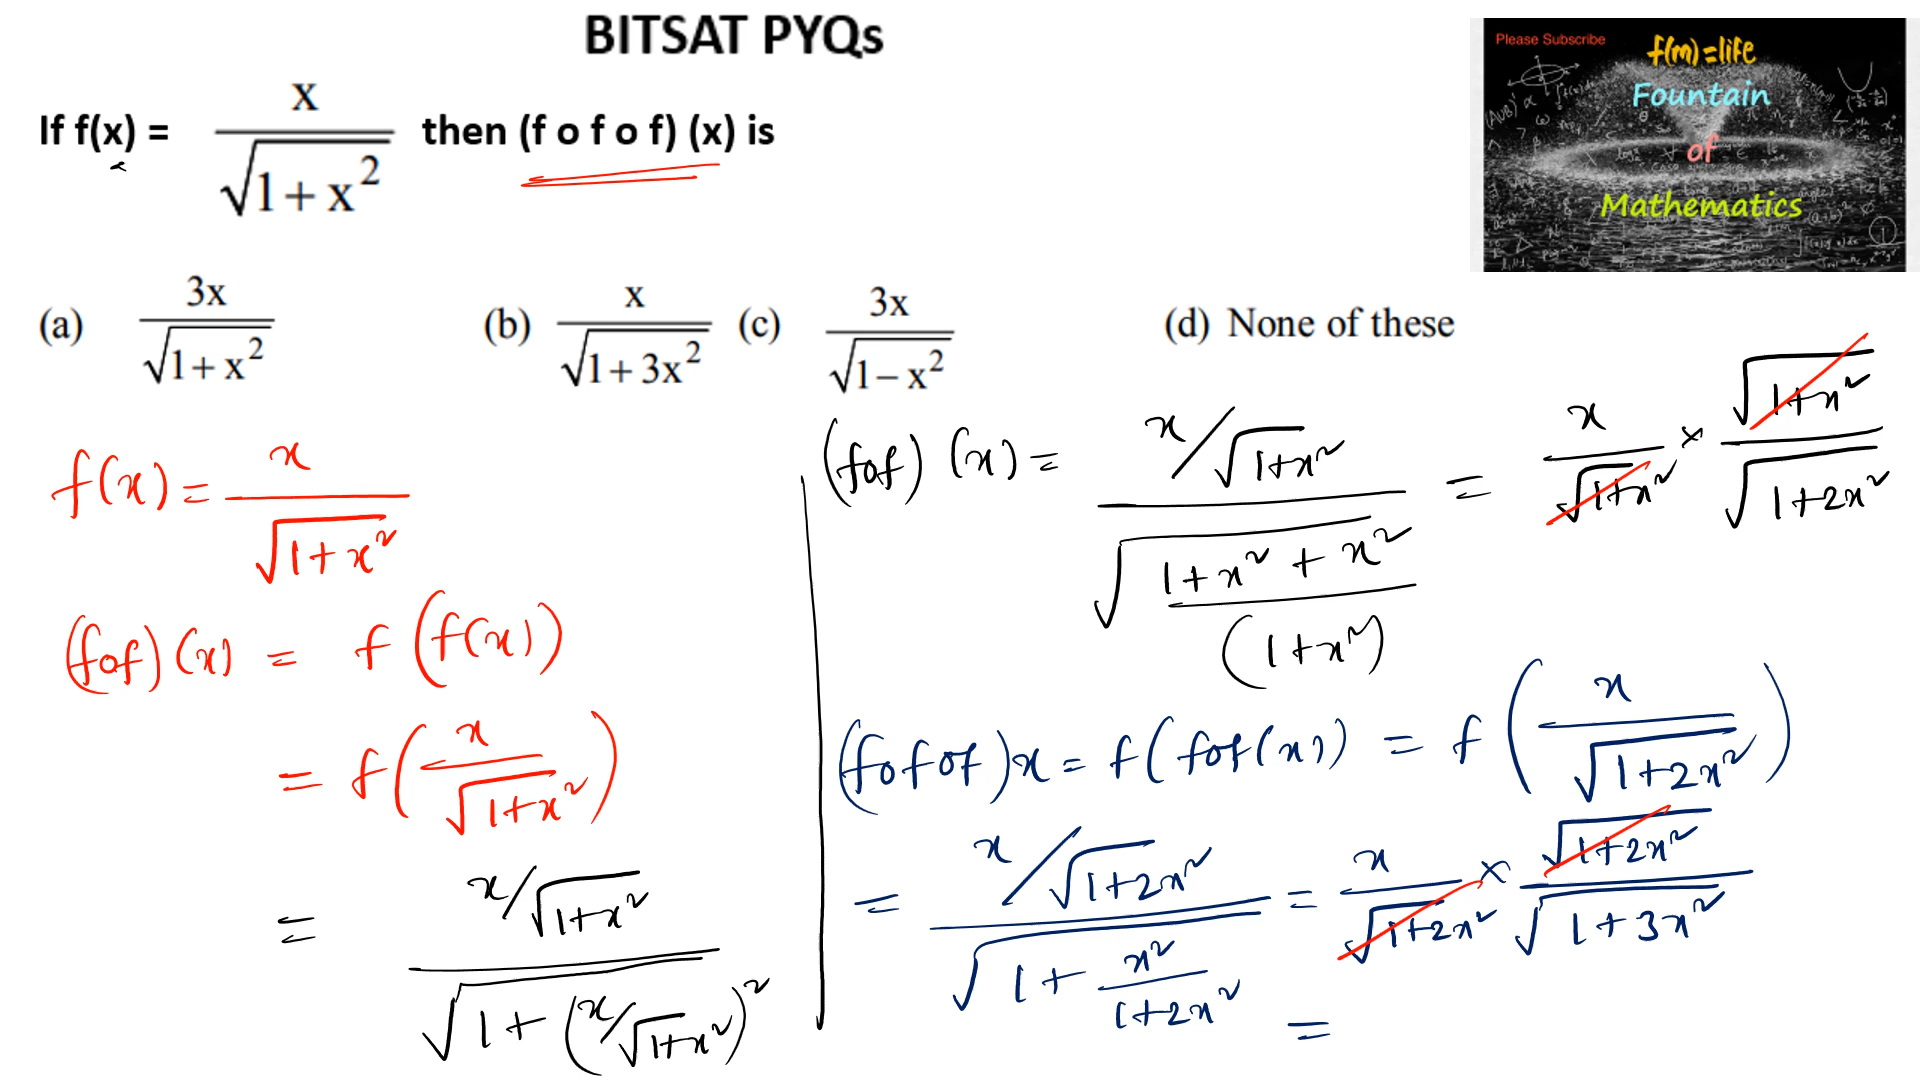 BITSAT PYQs
Please Subscribe
f(m)=life
Fountain
of
Mathematics
If f(x) = x/√(1+x²) then (f o f o f) (x) is
(a) 3x/√(1+x²) (b) x/√(1+3x²) (c) 3x/√(1−x²) (d) None of these
f(x) = x/√(1+x²)
(fof)(x) = f(f(x))
= f(x/√(1+x²))
= (x/√(1+x²))/√(1+(x/√(1+x²))²)
(fof)(x) = (x/√(1+x²))/√((1+x²+x²)/(1+x²)) = x/√(1+x²) × √(1+x²)/√(1+2x²)
(fofof)x = f(fof(x)) = f(x/√(1+2x²))
= (x/√(1+2x²))/√(1+x²/(1+2x²)) = x/√(1+2x²) × √(1+2x²)/√(1+3x²)
=